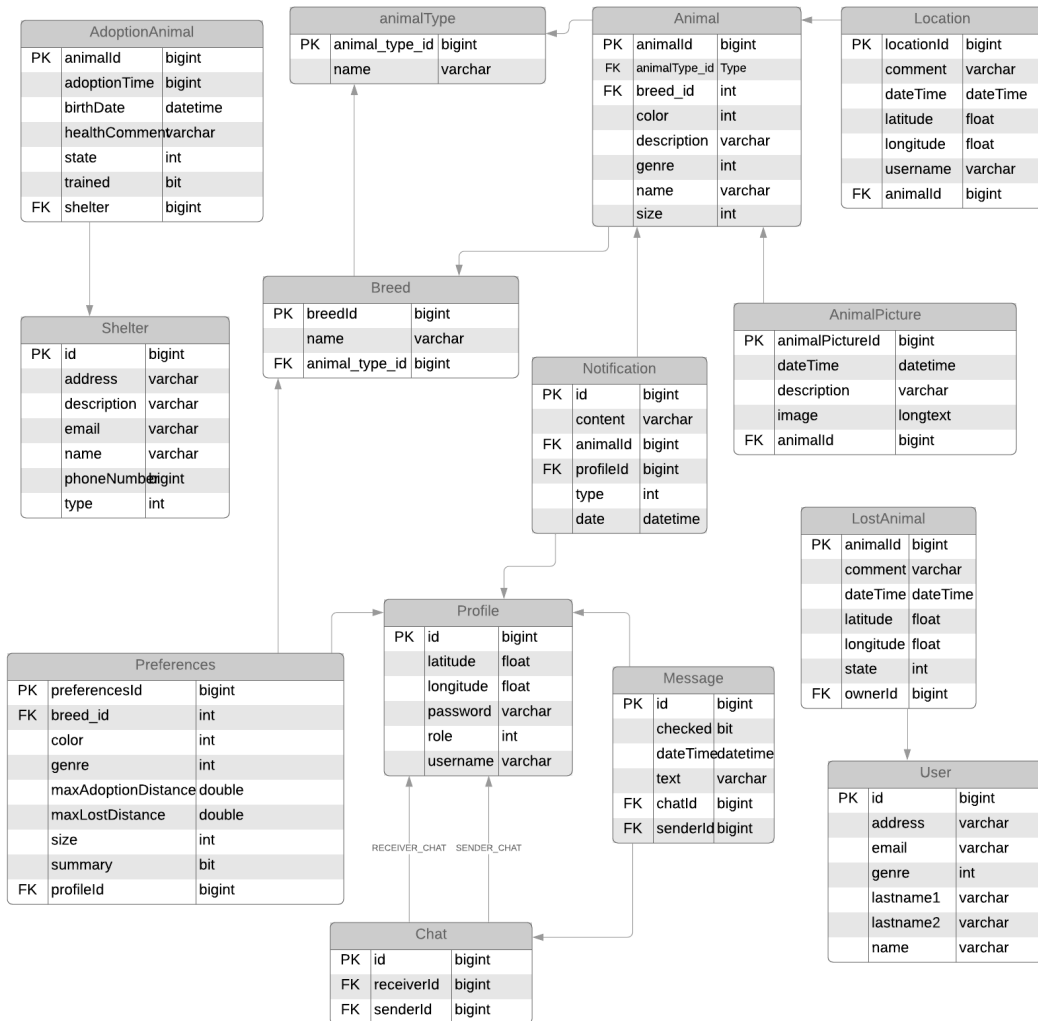 AdoptionAnimal
PK animalId bigint
adoptionTime bigint
birthDate datetime
healthComment varchar
state int
trained bit
FK shelter bigint
animalType
PK animal_type_id bigint
name varchar
Animal
PK animalId bigint
FK animalType_id Type
FK breed_id int
color int
description varchar
genre int
name varchar
size int
Location
PK locationId bigint
comment varchar
dateTime dateTime
latitude float
longitude float
username varchar
FK animalId bigint
Breed
PK breedId bigint
name varchar
FK animal_type_id bigint
Shelter
PK id bigint
address varchar
description varchar
email varchar
name varchar
phoneNumber bigint
type int
AnimalPicture
PK animalPictureId bigint
dateTime datetime
description varchar
image longtext
FK animalId bigint
Notification
PK id bigint
content varchar
FK animalId bigint
FK profileId bigint
type int
date datetime
LostAnimal
PK animalId bigint
comment varchar
dateTime dateTime
latitude float
longitude float
state int
FK ownerId bigint
Profile
PK id bigint
latitude float
longitude float
password varchar
role int
username varchar
Preferences
PK preferencesId bigint
FK breed_id int
color int
genre int
maxAdoptionDistance double
maxLostDistance double
size int
summary bit
FK profileId bigint
Message
PK id bigint
checked bit
dateTime datetime
text varchar
FK chatId bigint
FK senderId bigint
User
PK id bigint
address varchar
email varchar
genre int
lastname1 varchar
lastname2 varchar
name varchar
RECEIVER_CHAT SENDER_CHAT
Chat
PK id bigint
FK receiverId bigint
FK senderId bigint